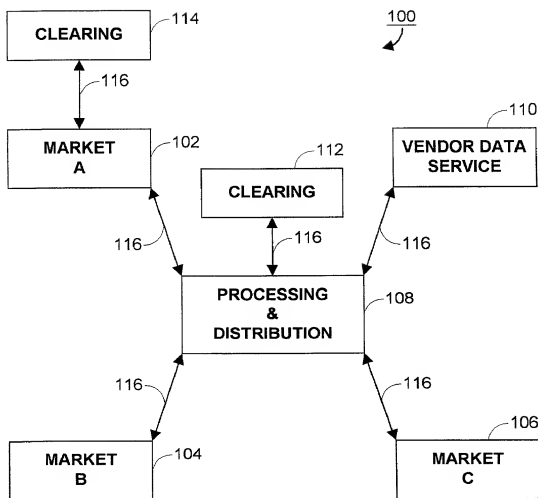 CLEARING
114
100
116
MARKET
A
102
110
VENDOR DATA
SERVICE
112
CLEARING
116
116
116
PROCESSING
&
DISTRIBUTION
108
116
116
MARKET
B
104
106
MARKET
C